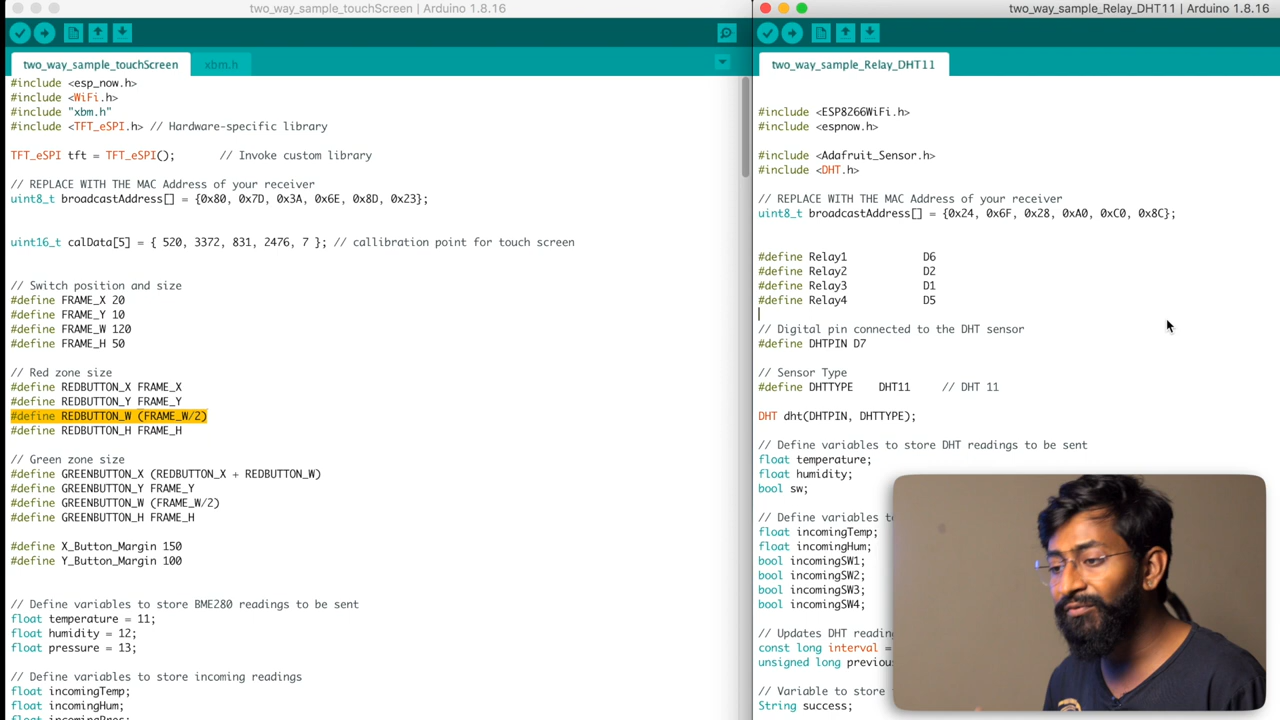 two_way_sample_touchScreen | Arduino 1.8.16
two_way_sample_touchScreen
xbm.h
#include <esp_now.h>
#include <WiFi.h>
#include "xbm.h"
#include <TFT_eSPI.h> // Hardware-specific library
TFT_eSPI tft = TFT_eSPI(); // Invoke custom library
// REPLACE WITH THE MAC Address of your receiver
uint8_t broadcastAddress[] = {0x80, 0x7D, 0x3A, 0x6E, 0x8D, 0x23};
uint16_t calData[5] = { 520, 3372, 831, 2476, 7 }; // callibration point for touch screen
// Switch position and size
#define FRAME_X 20
#define FRAME_Y 10
#define FRAME_W 120
#define FRAME_H 50
// Red zone size
#define REDBUTTON_X FRAME_X
#define REDBUTTON_Y FRAME_Y
#define REDBUTTON_W (FRAME_W/2)
#define REDBUTTON_H FRAME_H
// Green zone size
#define GREENBUTTON_X (REDBUTTON_X + REDBUTTON_W)
#define GREENBUTTON_Y FRAME_Y
#define GREENBUTTON_W (FRAME_W/2)
#define GREENBUTTON_H FRAME_H
#define X_Button_Margin 150
#define Y_Button_Margin 100
// Define variables to store BME280 readings to be sent
float temperature = 11;
float humidity = 12;
float pressure = 13;
// Define variables to store incoming readings
float incomingTemp;
float incomingHum;
float incomingPres;
two_way_sample_Relay_DHT11 | Arduino 1.8.16
two_way_sample_Relay_DHT11
#include <ESP8266WiFi.h>
#include <espnow.h>
#include <Adafruit_Sensor.h>
#include <DHT.h>
// REPLACE WITH THE MAC Address of your receiver
uint8_t broadcastAddress[] = {0x24, 0x6F, 0x28, 0xA0, 0xC0, 0x8C};
#define Relay1 D6
#define Relay2 D2
#define Relay3 D1
#define Relay4 D5
// Digital pin connected to the DHT sensor
#define DHTPIN D7
// Sensor Type
#define DHTTYPE DHT11 // DHT 11
DHT dht(DHTPIN, DHTTYPE);
// Define variables to store DHT readings to be sent
float temperature;
float humidity;
bool sw;
// Define variables t
float incomingTemp;
float incomingHum;
bool incomingSW1;
bool incomingSW2;
bool incomingSW3;
bool incomingSW4;
// Updates DHT readin
const long interval =
unsigned long previou
// Variable to store
String success;